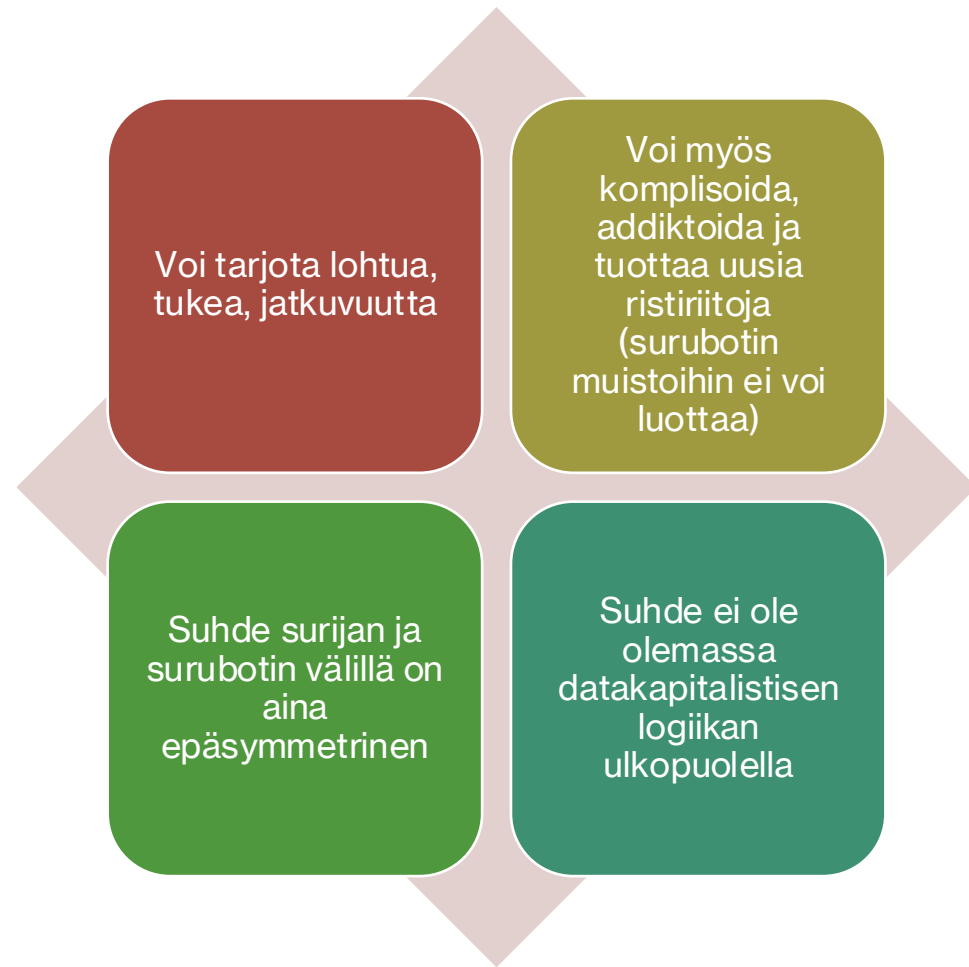 Voi tarjota lohtua,
tukea, jatkuvuutta
Voi myös
komplisoida,
addiktoida ja
tuottaa uusia
ristiriitoja
(surubotin
muistoihin ei voi
luottaa)
Suhde surijan ja
surubotin välillä on
aina
epäsymmetrinen
Suhde ei ole
olemassa
datakapitalistisen
logiikan
ulkopuolella